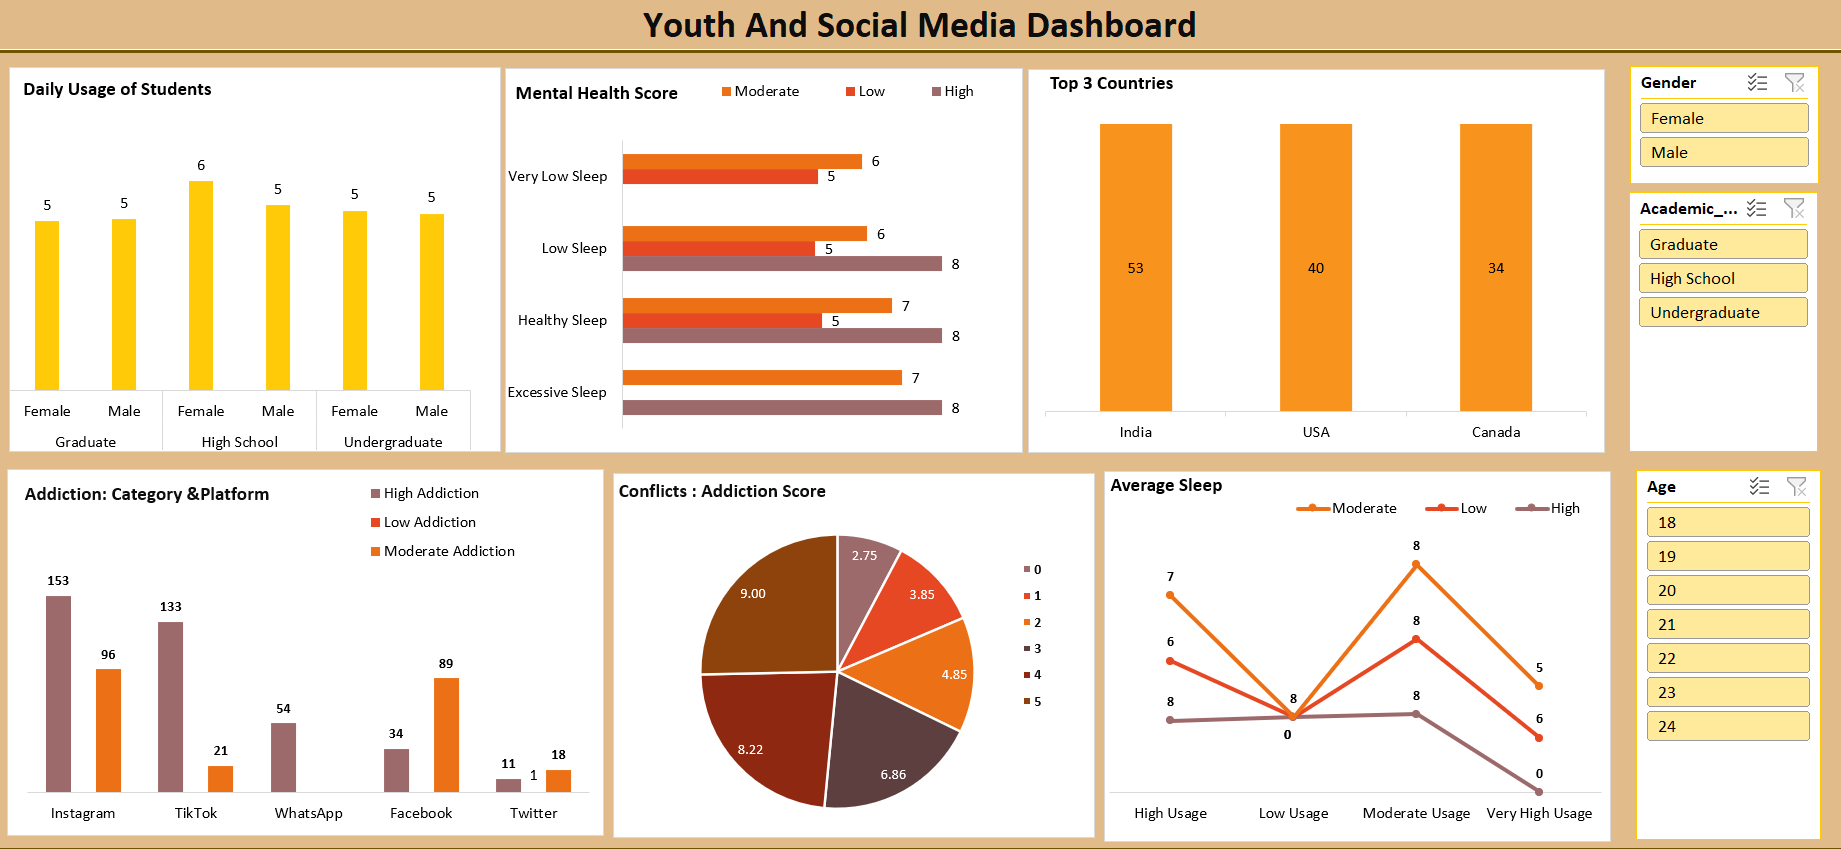 Youth And Social Media Dashboard
Daily Usage of Students
5
5
6
5
5
5
Female
Male
Female
Male
Female
Male
Graduate
High School
Undergraduate
Mental Health Score
Moderate
Low
High
Very Low Sleep
6
5
Low Sleep
6
5
8
Healthy Sleep
7
5
8
Excessive Sleep
7
8
Top 3 Countries
53
40
34
India
USA
Canada
Gender
Female
Male
Academic_...
Graduate
High School
Undergraduate
Addiction: Category &Platform
High Addiction
Low Addiction
Moderate Addiction
153
96
133
21
54
34
89
11
1
18
Instagram
TikTok
WhatsApp
Facebook
Twitter
Conflicts : Addiction Score
2.75
3.85
4.85
6.86
8.22
9.00
0
1
2
3
4
5
Average Sleep
Moderate
Low
High
7
6
8
8
0
8
8
8
5
6
0
High Usage
Low Usage
Moderate Usage
Very High Usage
Age
18
19
20
21
22
23
24